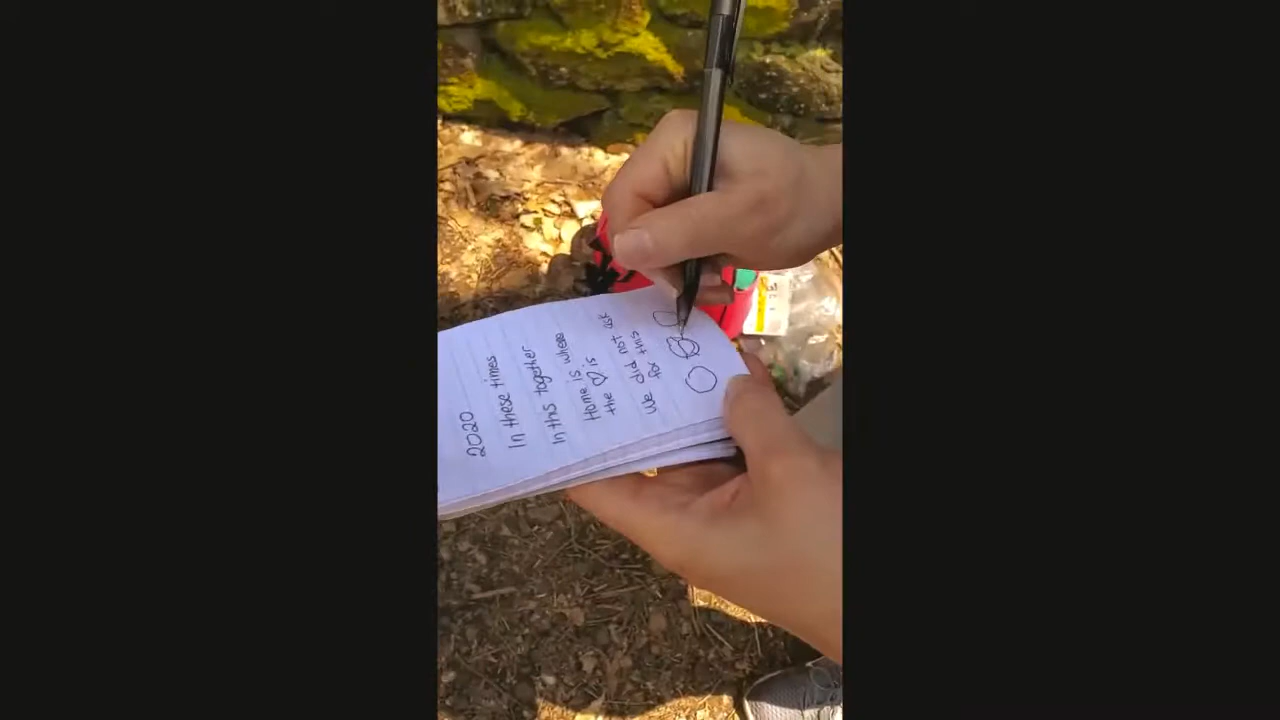 2020
In these times
In this together
Home is where
the ♡ is
We did not ask
for this